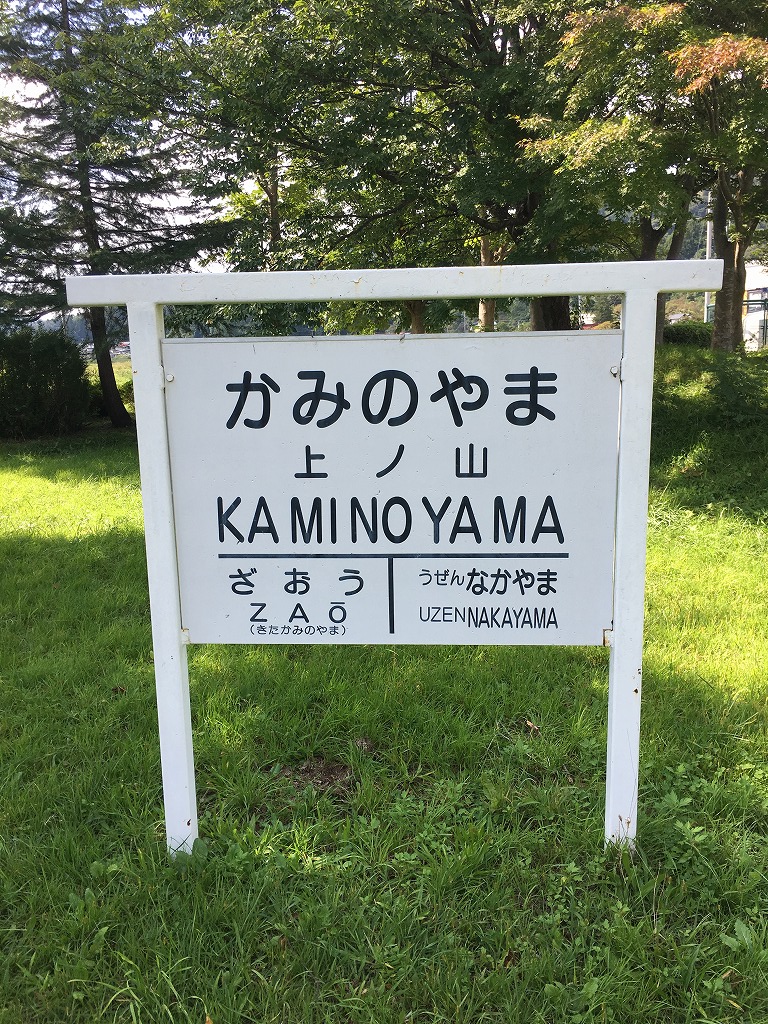 かみのやま
上ノ山
KAMINOYAMA
ざおう うぜんなかやま
ZAŌ UZENNAKAYAMA
(きたかみのやま)